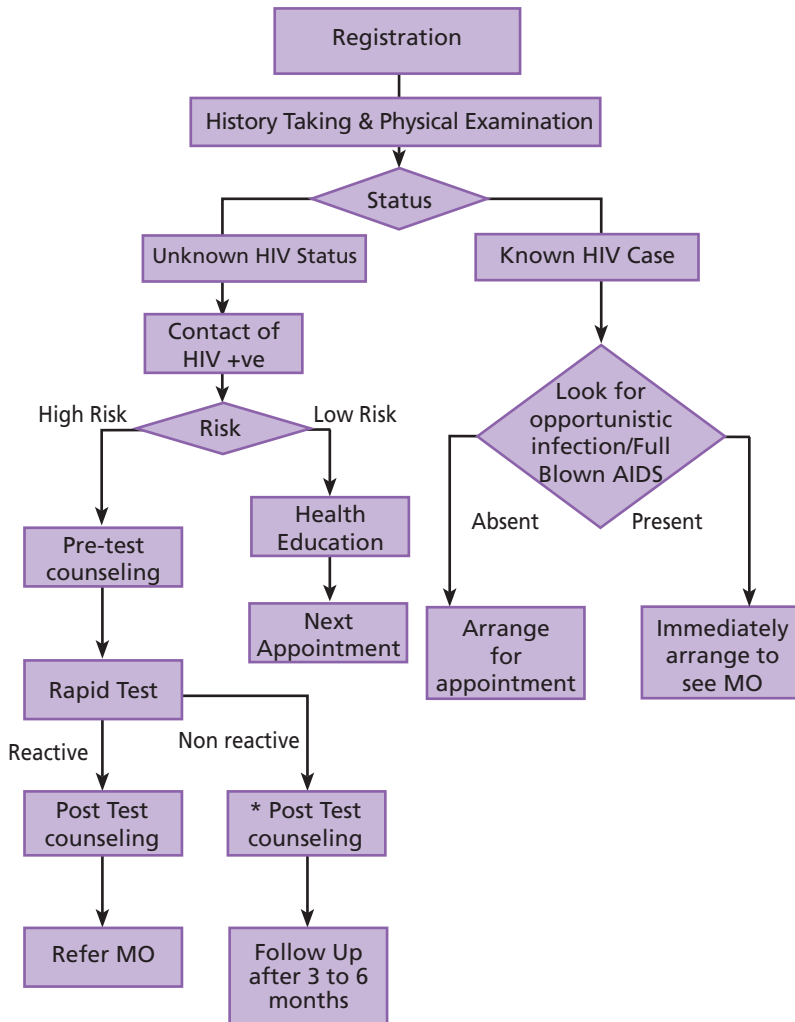 Registration
History Taking & Physical Examination
Status
Unknown HIV Status
Known HIV Case
Contact of
HIV +ve
High Risk
Risk
Low Risk
Look for
opportunistic
infection/Full
Blown AIDS
Absent
Present
Pre-test
counseling
Health
Education
Next
Appointment
Arrange
for
appointment
Immediately
arrange to
see MO
Rapid Test
Reactive
Non reactive
Post Test
counseling
* Post Test
counseling
Refer MO
Follow Up
after 3 to 6
months